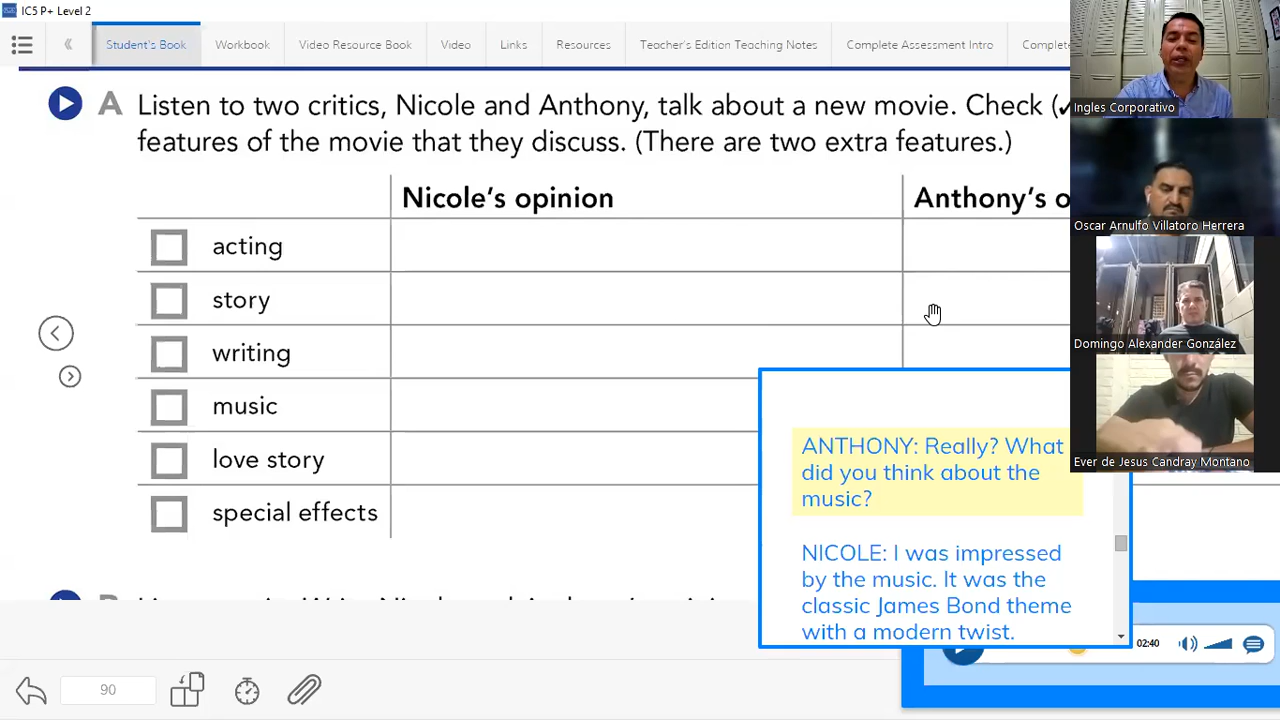 IC5 P+ Level 2
Student's Book Workbook Video Resource Book Video Links Resources Teacher's Edition Teaching Notes Complete Assessment Intro
A Listen to two critics, Nicole and Anthony, talk about a new movie. Check (✓
features of the movie that they discuss. (There are two extra features.)
Nicole's opinion Anthony's o
acting
story
writing
music
love story
special effects
ANTHONY: Really? What
did you think about the
music?
NICOLE: I was impressed
by the music. It was the
classic James Bond theme
with a modern twist.
02:40
90
Ingles Corporativo
Oscar Arnulfo Villatoro Herrera
Domingo Alexander González
Ever de Jesus Candray Montano